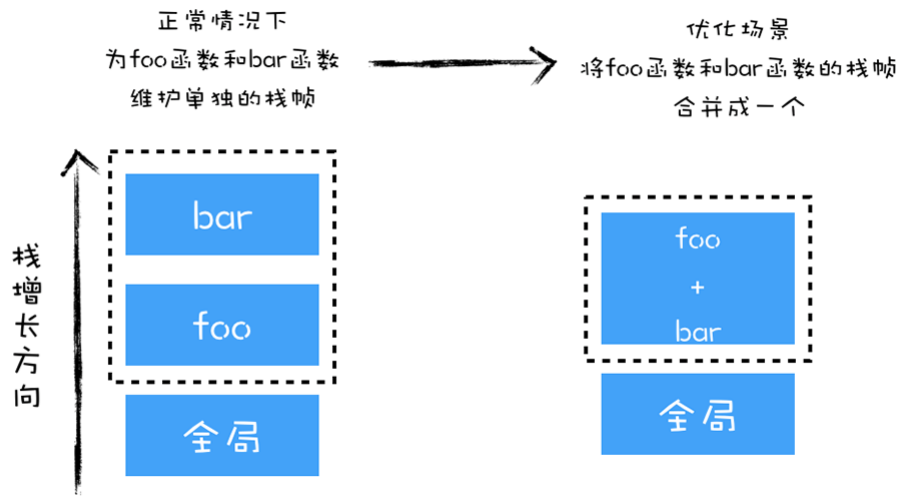 正常情况下
为foo函数和bar函数
维护单独的栈帧
优化场景
将foo函数和bar函数的栈帧
合并成一个
栈增长方向
bar
foo
全局
foo
+
bar
全局